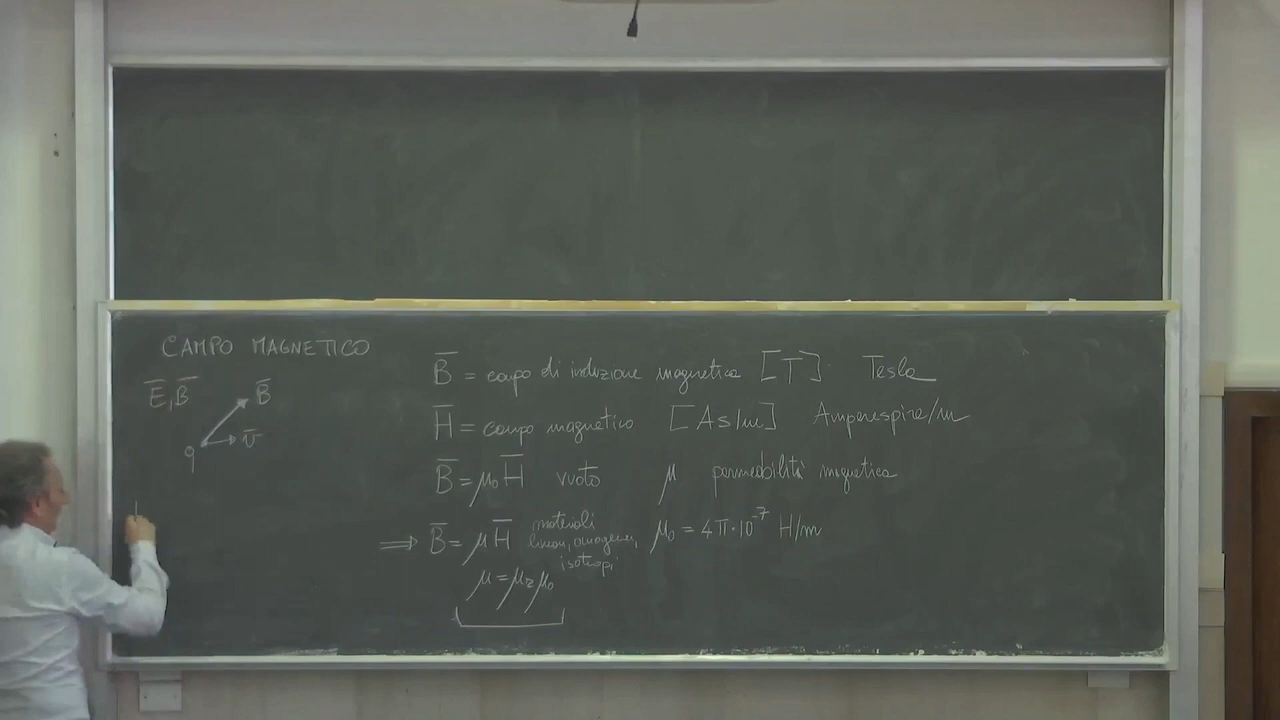 CAMPO MAGNETICO
E̅, B̅
B̅
q v̅
B̅ = campo di induzione magnetica [T] Tesla
H̅ = campo magnetico [As/m] Amperespire/m
B̅ = μ₀ H̅ vuoto μ permeabilità magnetica
⟹ B̅ = μ H̅ materiali lineari, omogenei, isotropi
μ₀ = 4π·10⁻⁷ H/m
μ = μᵣ μ₀